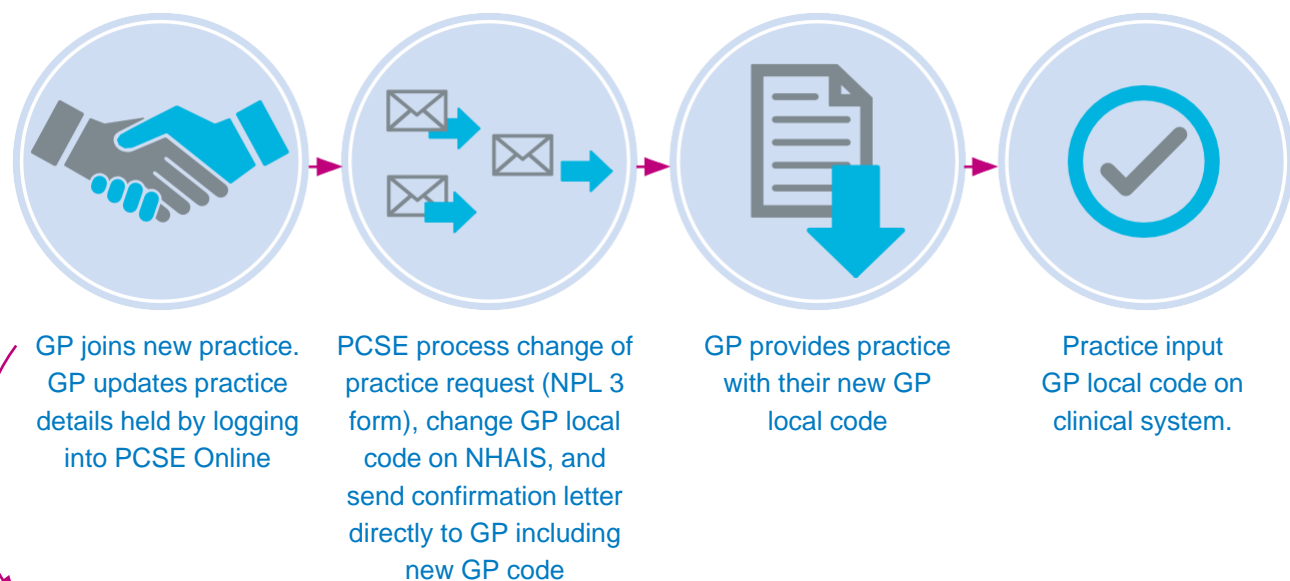 GP joins new practice.
GP updates practice
details held by logging
into PCSE Online
PCSE process change of
practice request (NPL 3
form), change GP local
code on NHAIS, and
send confirmation letter
directly to GP including
new GP code
GP provides practice
with their new GP
local code
Practice input
GP local code on
clinical system.